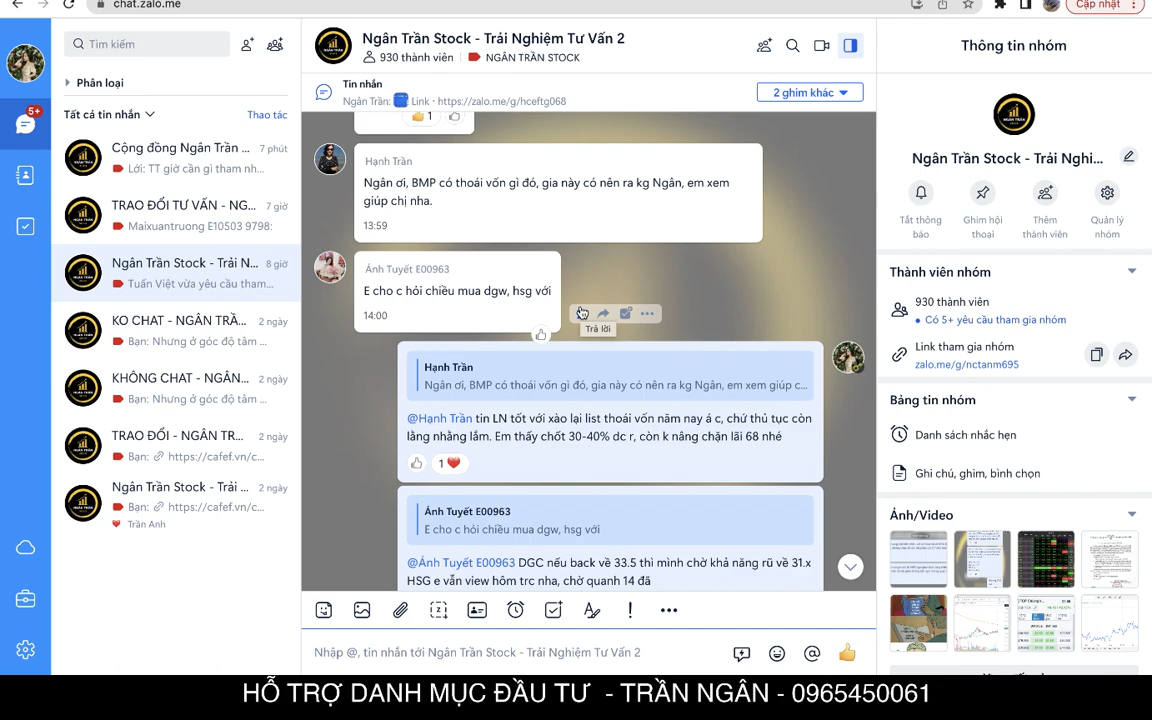 chat.zalo.me
Cập nhật
Tìm kiếm
Phân loại
Tất cả tin nhắn
Thao tác
5+
Cộng đồng Ngân Trần ...
7 phút
Lời: TT giờ cần gì tham nh...
TRAO ĐỔI TƯ VẤN - NG...
7 giờ
Maixuantruong E10503 9798:
Ngân Trần Stock - Trải N...
8 giờ
Tuấn Việt vừa yêu cầu tham...
KO CHAT - NGÂN TRẦ...
2 ngày
Bạn: Nhưng ở góc độ tâm ...
KHÔNG CHAT - NGÂN...
2 ngày
Bạn: Nhưng ở góc độ tâm ...
TRAO ĐỔI - NGÂN TR...
2 ngày
Bạn: https://cafef.vn/c...
Ngân Trần Stock - Trải ...
2 ngày
Bạn: https://cafef.vn/c...
Trần Anh
Ngân Trần Stock - Trải Nghiệm Tư Vấn 2
930 thành viên
NGÂN TRẦN STOCK
Tin nhắn
Ngân Trần: Link · https://zalo.me/g/hceftg068
2 ghim khác
1
Hạnh Trần
Ngân ơi, BMP có thoái vốn gì đó, gia này có nên ra kg Ngân, em xem
giúp chị nha.
13:59
Ánh Tuyết E00963
E cho c hỏi chiều mua dgw, hsg với
14:00
Trả lời
Hạnh Trần
Ngân ơi, BMP có thoái vốn gì đó, gia này có nên ra kg Ngân, em xem giúp c...
@Hạnh Trần tin LN tốt với xào lại list thoái vốn năm nay á c, chứ thủ tục còn
lằng nhằng lắm. Em thấy chốt 30-40% dc r, còn k nâng chặn lãi 68 nhé
1
Ánh Tuyết E00963
E cho c hỏi chiều mua dgw, hsg với
@Ánh Tuyết E00963 DGC nếu back về 33.5 thì mình chờ khả năng rũ về 31.x
HSG e vẫn view hôm trc nha, chờ quanh 14 đã
Nhập @, tin nhắn tới Ngân Trần Stock - Trải Nghiệm Tư Vấn 2
Thông tin nhóm
Ngân Trần Stock - Trải Nghi...
Tắt thông
báo
Ghim hội
thoại
Thêm
thành viên
Quản lý
nhóm
Thành viên nhóm
930 thành viên
Có 5+ yêu cầu tham gia nhóm
Link tham gia nhóm
zalo.me/g/nctanm695
Bảng tin nhóm
Danh sách nhắc hẹn
Ghi chú, ghim, bình chọn
Ảnh/Video
HỖ TRỢ DANH MỤC ĐẦU TƯ - TRẦN NGÂN - 0965450061